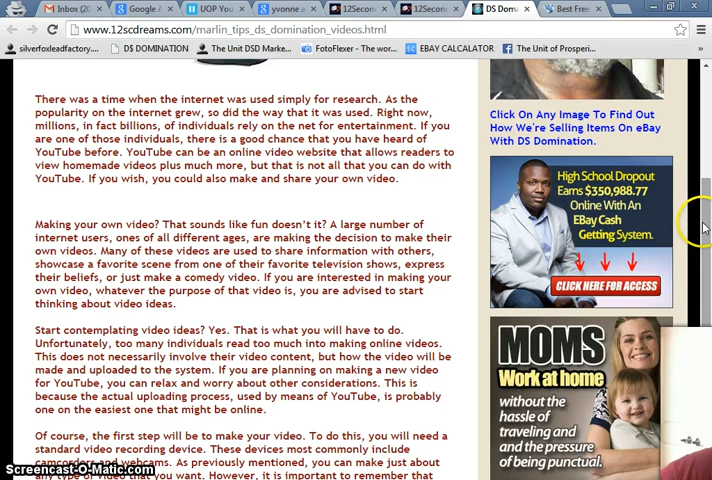 Inbox (20
Google A
UOP You
yvonne a
12Second
12Second
DS Doma
Best Free
www.12scdreams.com/marlin_tips_ds_domination_videos.html
silverfoxleadfactory....
D$ DOMINATION
The Unit DSD Marke...
FotoFlexer - The wor...
EBAY CALCALATOR
The Unit of Prosperi...
There was a time when the internet was used simply for research. As the
popularity on the internet grew, so did the way that it was used. Right now,
millions, in fact billions, of individuals rely on the net for entertainment. If you
are one of those individuals, there is a good chance that you have heard of
YouTube before. YouTube can be an online video website that allows readers to
view homemade videos plus much more, but that is not all that you can do with
YouTube. If you wish, you could also make and share your own video.
Making your own video? That sounds like fun doesn't it? A large number of
internet users, ones of all different ages, are making the decision to make their
own videos. Many of these videos are used to share information with others,
showcase a favorite scene from one of their favorite television shows, express
their beliefs, or just make a comedy video. If you are interested in making your
own video, whatever the purpose of that video is, you are advised to start
thinking about video ideas.
Start contemplating video ideas? Yes. That is what you will have to do.
Unfortunately, too many individuals read too much into making online videos.
This does not necessarily involve their video content, but how the video will be
made and uploaded to the system. If you are planning on making a new video
for YouTube, you can relax and worry about other considerations. This is
because the actual uploading process, used by means of YouTube, is probably
one on the easiest one that might be online.
Of course, the first step will be to make your video. To do this, you will need a
standard video recording device. These devices most commonly include
camcorders and webcams. As previously mentioned, you can make just about
any type of video that you want. However, it is important to remember that
Click On Any Image To Find Out
How We're Selling Items On eBay
With DS Domination.
High School Dropout
Earns $350,988.77
Online With An
EBay Cash
Getting System.
CLICK HERE FOR ACCESS
MOMS
Work at home
without the
hassle of
traveling and
and the pressure
of being punctual.
Screencast-O-Matic.com